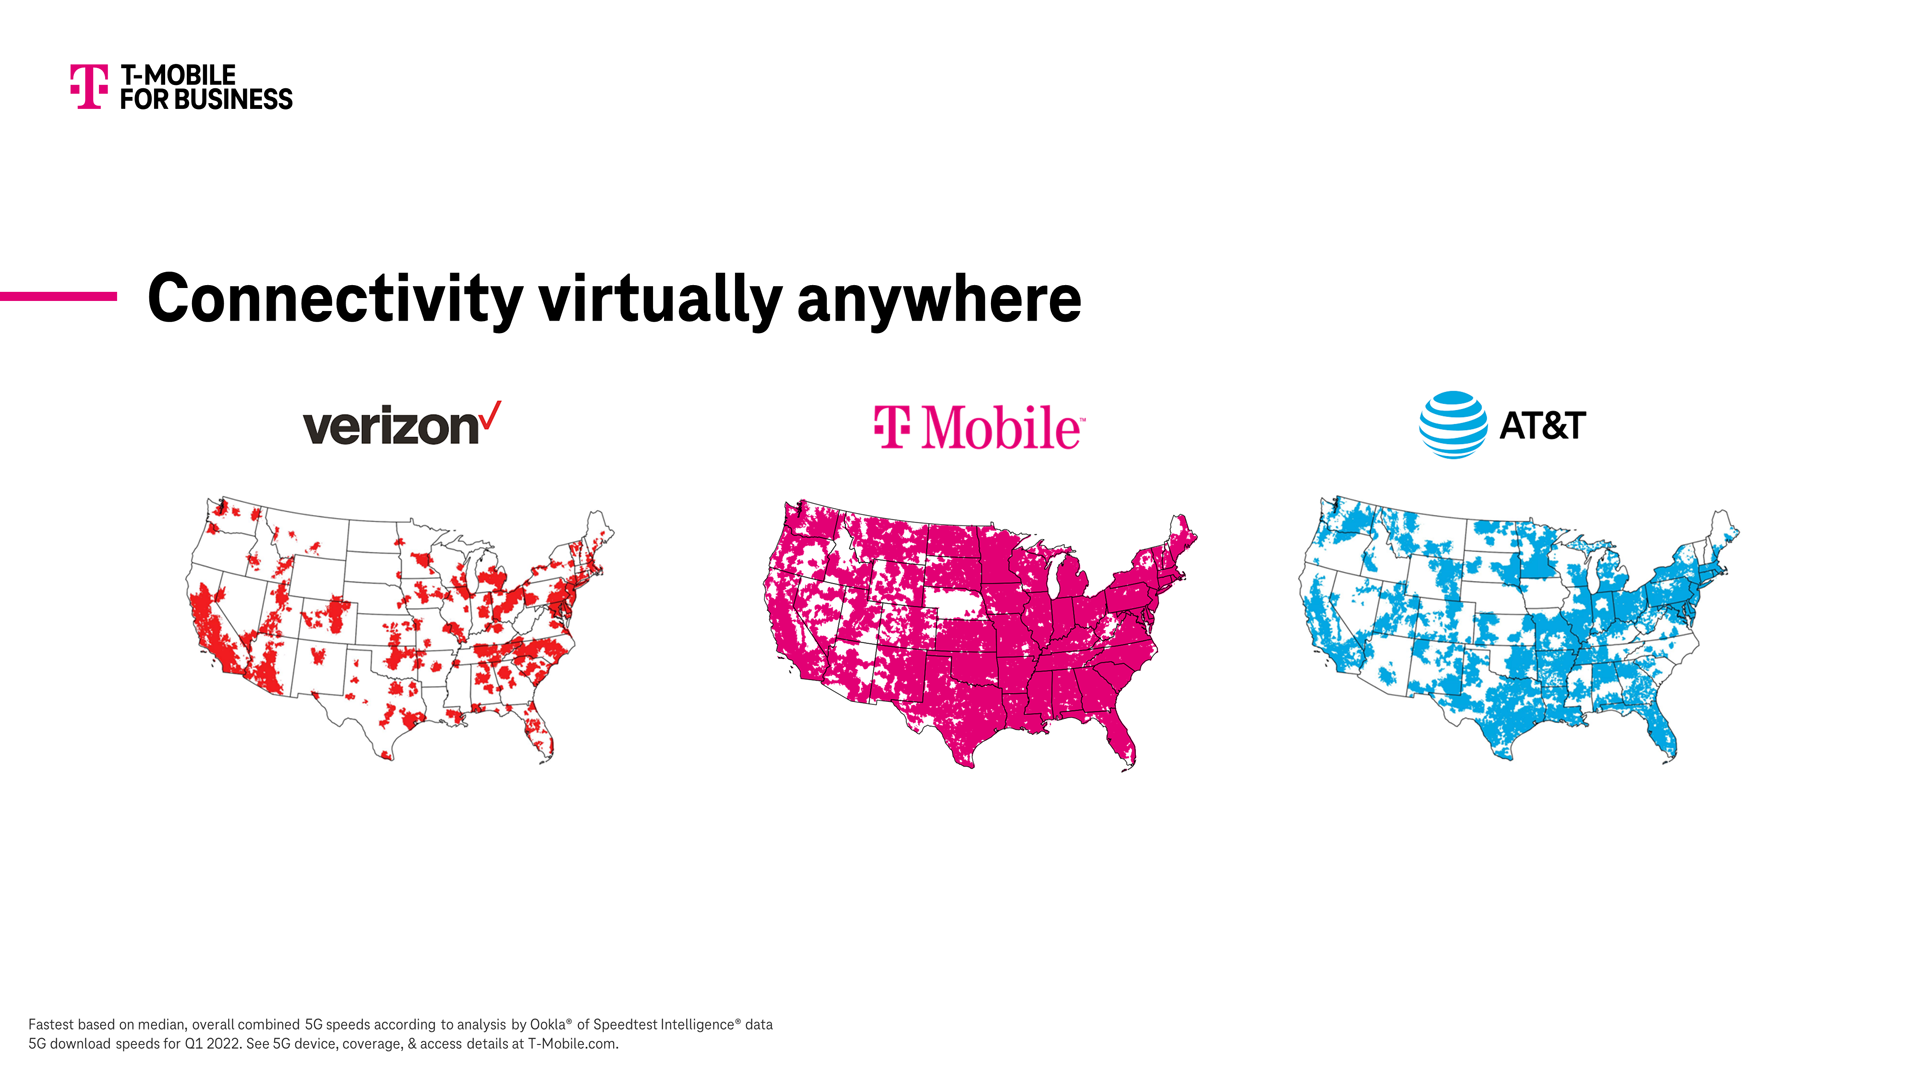 T-MOBILE
FOR BUSINESS
Connectivity virtually anywhere
verizon
T Mobile™
AT&T
Fastest based on median, overall combined 5G speeds according to analysis by Ookla® of Speedtest Intelligence® data
5G download speeds for Q1 2022. See 5G device, coverage, & access details at T-Mobile.com.